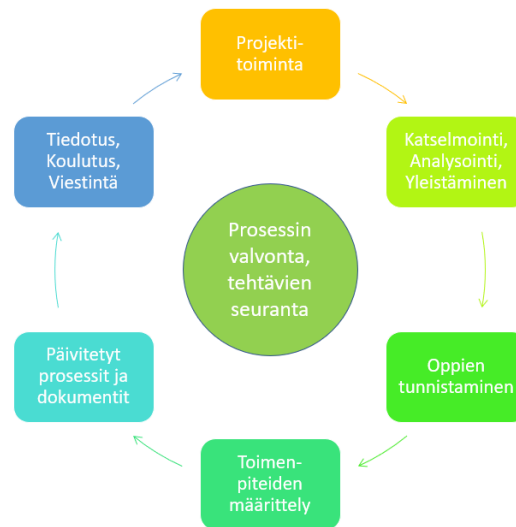 Projekti-
toiminta
Katselmointi,
Analysointi,
Yleistäminen
Oppien
tunnistaminen
Toimen-
piteiden
määrittely
Päivitetyt
prosessit ja
dokumentit
Tiedotus,
Koulutus,
Viestintä
Prosessin
valvonta,
tehtävien
seuranta